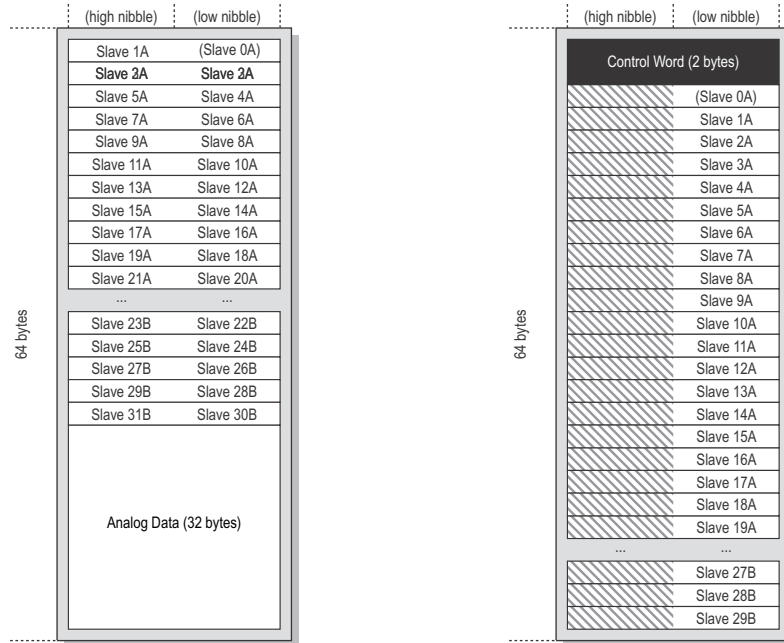 (high nibble) (low nibble)
64 bytes
Slave 1A (Slave 0A)
Slave 2A Slave 2A
Slave 5A Slave 4A
Slave 7A Slave 6A
Slave 9A Slave 8A
Slave 11A Slave 10A
Slave 13A Slave 12A
Slave 15A Slave 14A
Slave 17A Slave 16A
Slave 19A Slave 18A
Slave 21A Slave 20A
... ...
Slave 23B Slave 22B
Slave 25B Slave 24B
Slave 27B Slave 26B
Slave 29B Slave 28B
Slave 31B Slave 30B
Analog Data (32 bytes)
(high nibble) (low nibble)
64 bytes
Control Word (2 bytes)
(Slave 0A)
Slave 1A
Slave 2A
Slave 3A
Slave 4A
Slave 5A
Slave 6A
Slave 7A
Slave 8A
Slave 9A
Slave 10A
Slave 11A
Slave 12A
Slave 13A
Slave 14A
Slave 15A
Slave 16A
Slave 17A
Slave 18A
Slave 19A
... ...
Slave 27B
Slave 28B
Slave 29B